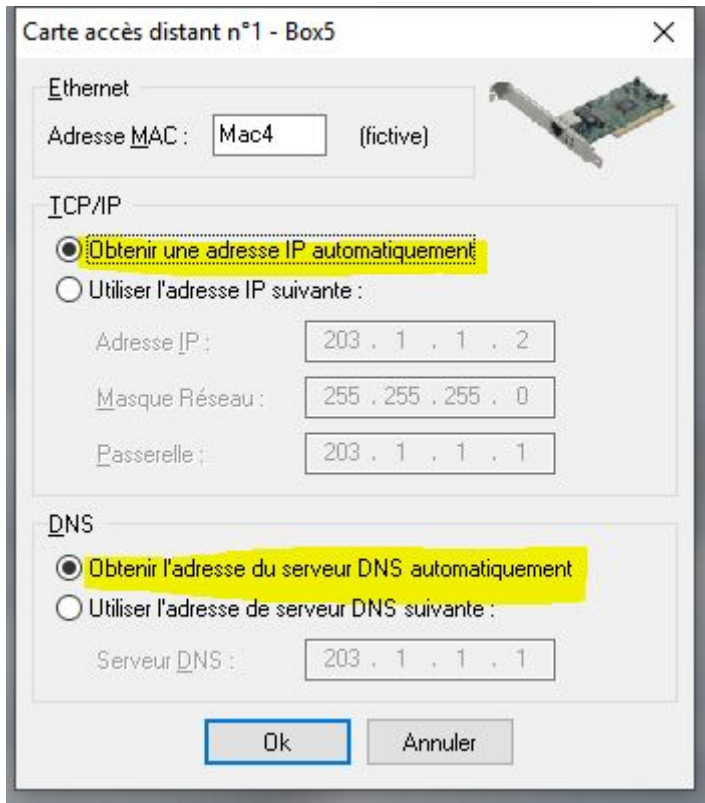 Carte accès distant n°1 - Box5
Ethernet
Adresse MAC : Mac4 (fictive)
TCP/IP
Obtenir une adresse IP automatiquement
Utiliser l'adresse IP suivante :
Adresse IP : 203 . 1 . 1 . 2
Masque Réseau : 255 . 255 . 255 . 0
Passerelle : 203 . 1 . 1 . 1
DNS
Obtenir l'adresse du serveur DNS automatiquement
Utiliser l'adresse de serveur DNS suivante :
Serveur DNS : 203 . 1 . 1 . 1
Ok Annuler